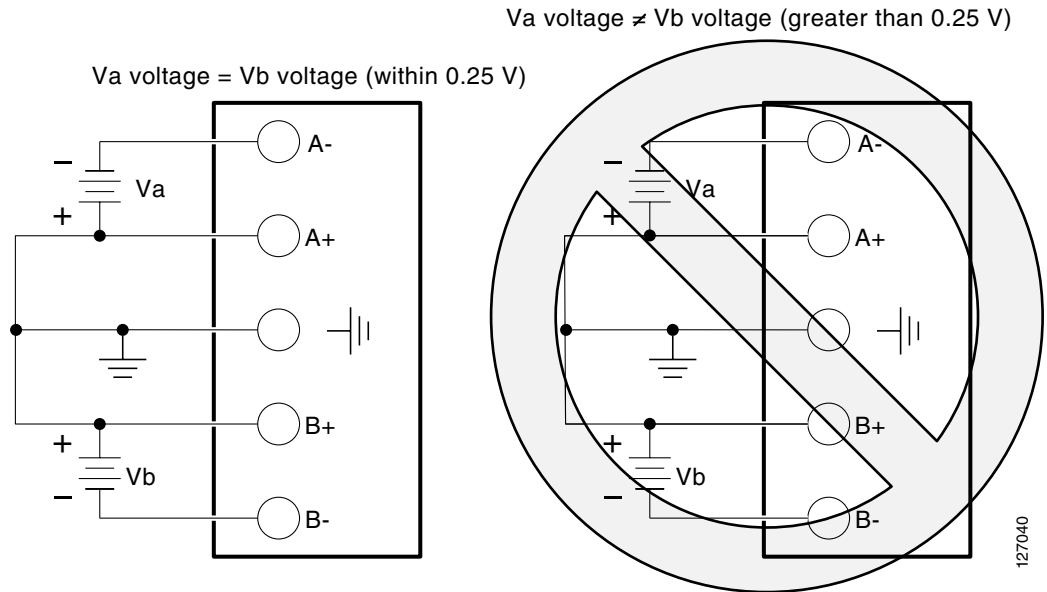 Va voltage ≠ Vb voltage (greater than 0.25 V)
Va voltage = Vb voltage (within 0.25 V)
A-
−
Va
+
A+
B+
+
Vb
−
B-
A-
−
Va
+
A+
B+
+
Vb
−
B-
127040